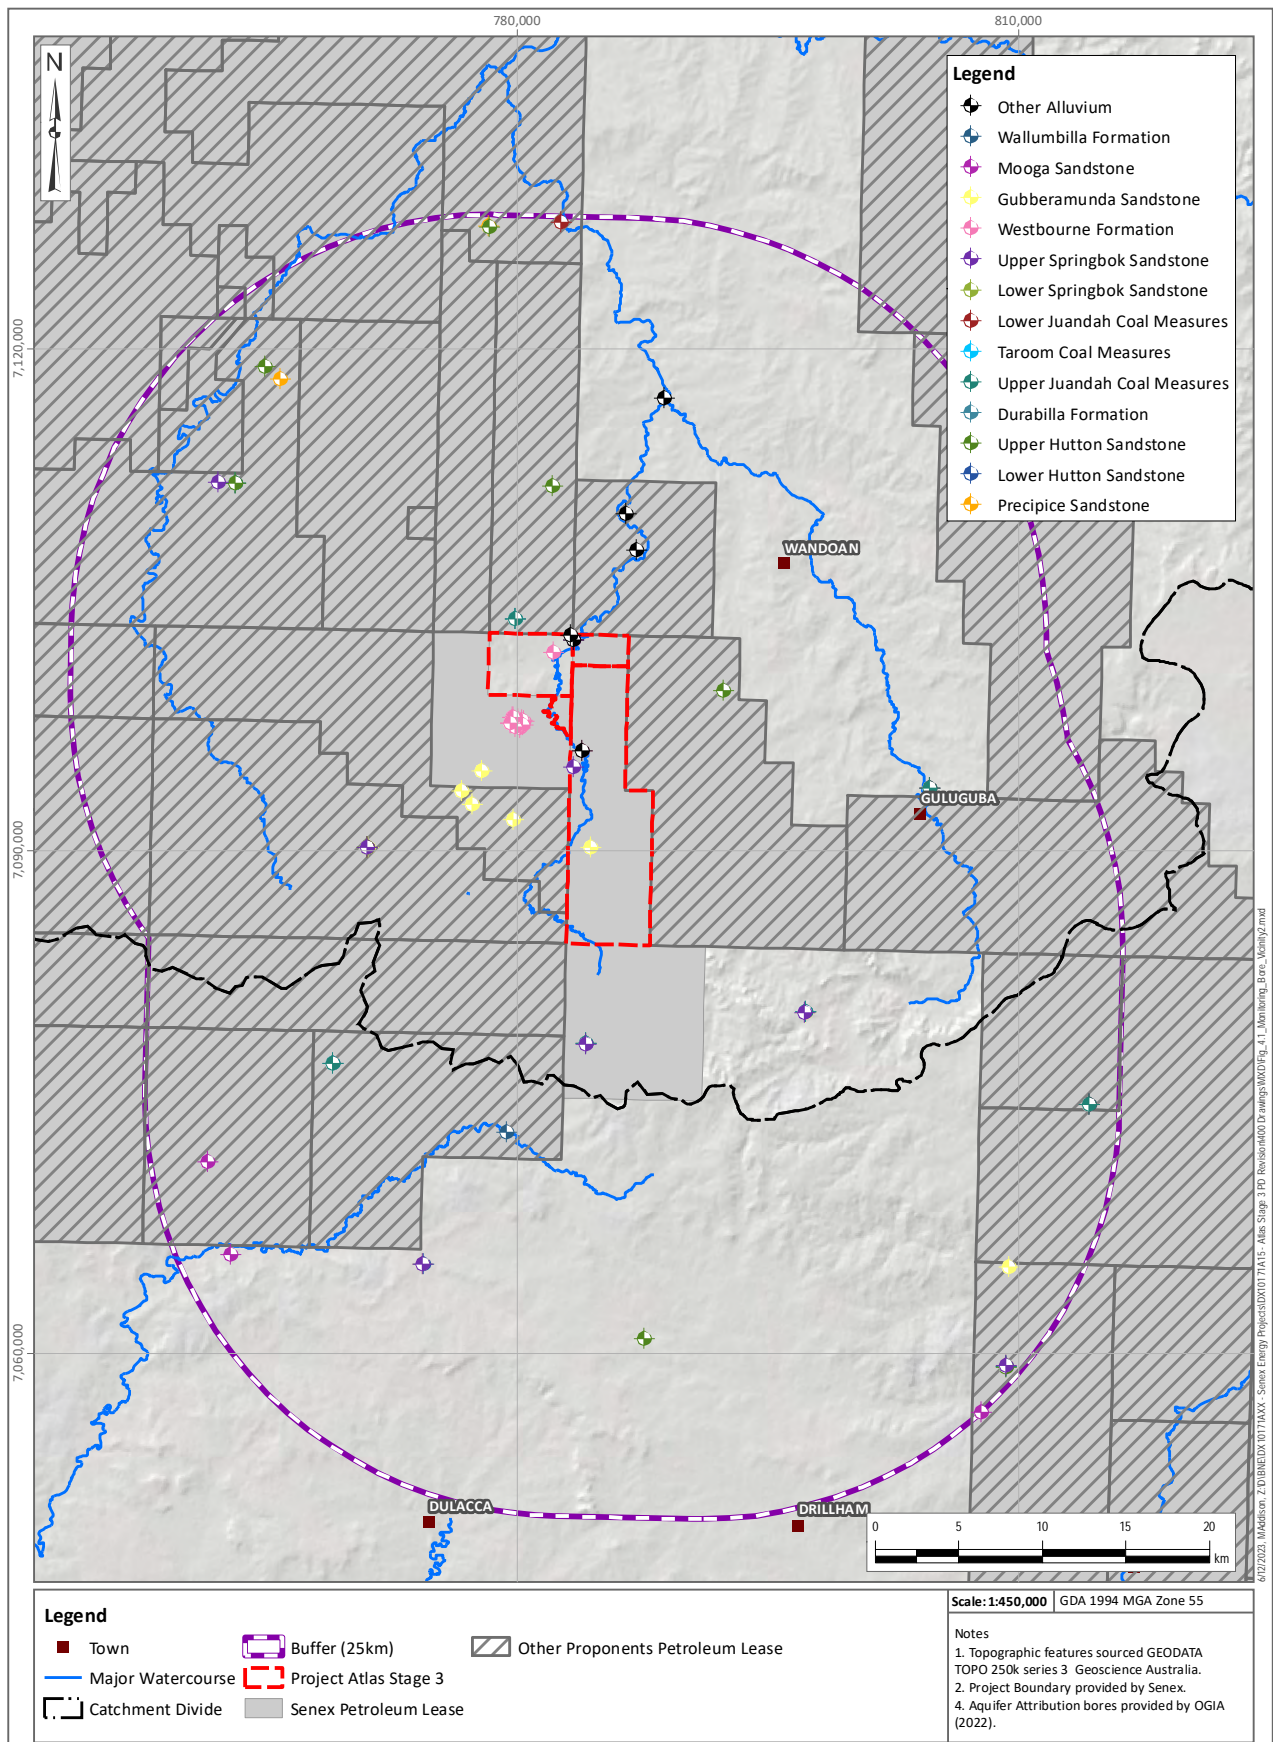 780,000
810,000
N
7,120,000
7,090,000
7,060,000
Legend
Other Alluvium
Wallumbilla Formation
Mooga Sandstone
Gubberamunda Sandstone
Westbourne Formation
Upper Springbok Sandstone
Lower Springbok Sandstone
Lower Juandah Coal Measures
Taroom Coal Measures
Upper Juandah Coal Measures
Durabilla Formation
Upper Hutton Sandstone
Lower Hutton Sandstone
Precipice Sandstone
WANDOAN
GULUGUBA
DULACCA
DRILLHAM
0 5 10 15 20
km
Legend
Town
Major Watercourse
Catchment Divide
Buffer (25km)
Project Atlas Stage 3
Senex Petroleum Lease
Other Proponents Petroleum Lease
Scale: 1:450,000
GDA 1994 MGA Zone 55
Notes
1. Topographic features sourced GEODATA
TOPO 250k series 3 Geoscience Australia.
2. Project Boundary provided by Senex.
4. Aquifer Attribution bores provided by OGIA
(2022).